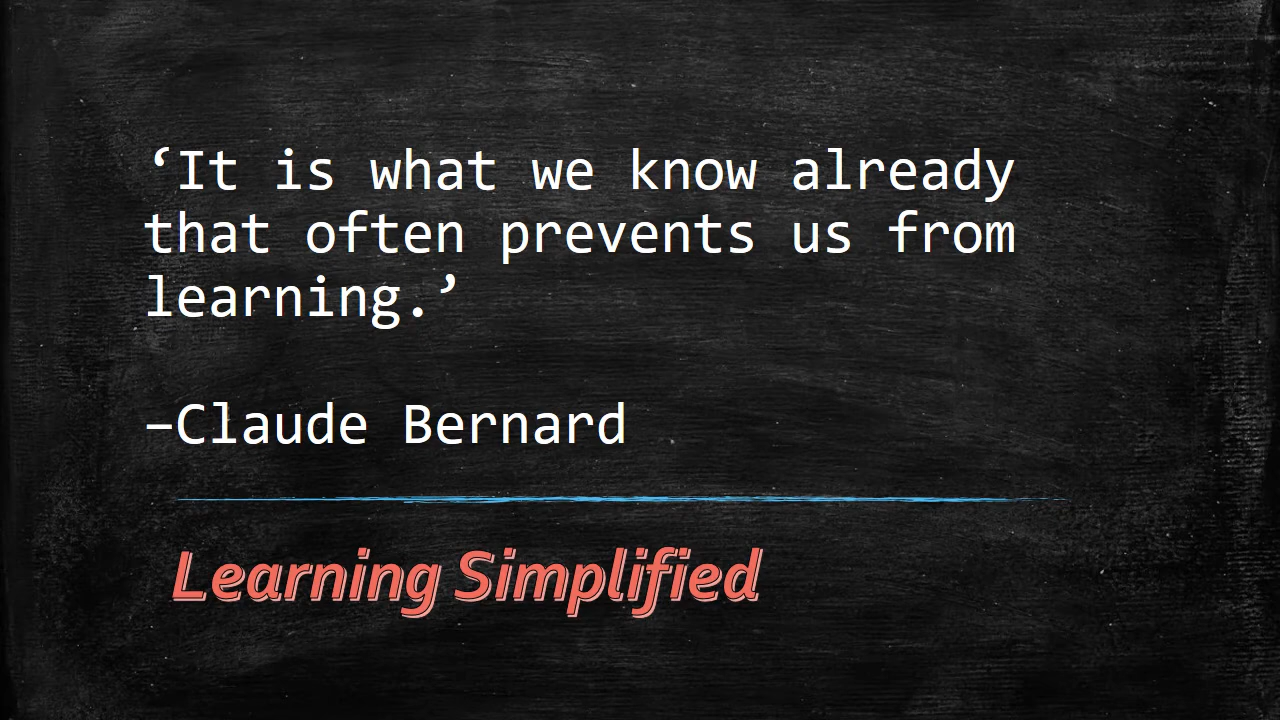 ‘It is what we know already
that often prevents us from
learning.’
–Claude Bernard
Learning Simplified